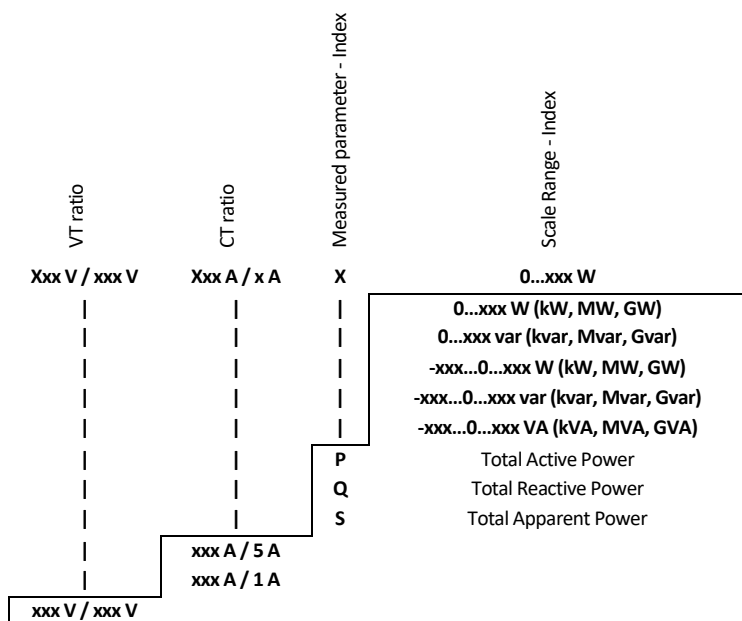 VT ratio
CT ratio
Measured parameter - Index
Scale Range - Index
Xxx V / xxx V Xxx A / x A X 0...xxx W
| | | 0...xxx W (kW, MW, GW)
| | | 0...xxx var (kvar, Mvar, Gvar)
| | | -xxx...0...xxx W (kW, MW, GW)
| | | -xxx...0...xxx var (kvar, Mvar, Gvar)
| | | -xxx...0...xxx VA (kVA, MVA, GVA)
| | P Total Active Power
| | Q Total Reactive Power
| | S Total Apparent Power
| xxx A / 5 A
| xxx A / 1 A
xxx V / xxx V